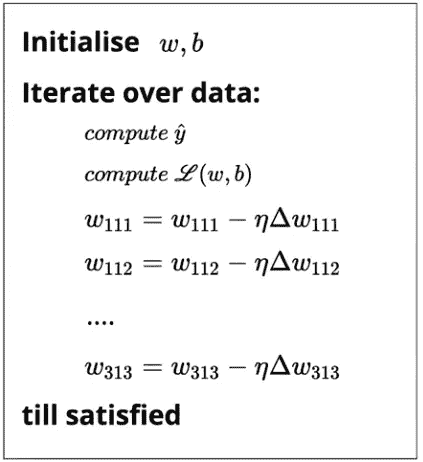 Initialise w, b
Iterate over data:
compute ŷ
compute ℒ(w, b)
w₁₁₁ = w₁₁₁ − ηΔw₁₁₁
w₁₁₂ = w₁₁₂ − ηΔw₁₁₂
....
w₃₁₃ = w₃₁₃ − ηΔw₃₁₃
till satisfied